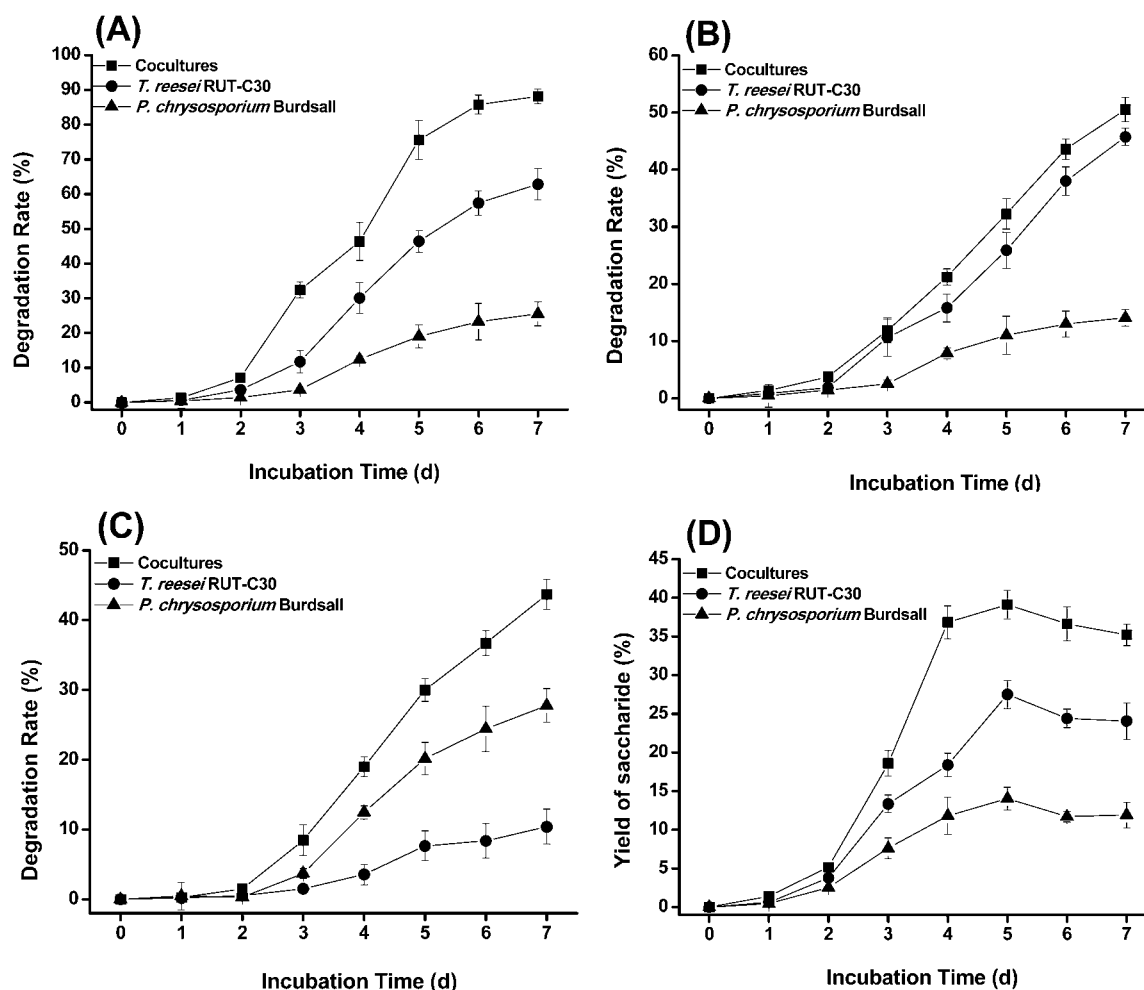 (A)
100
90
80
70
60
50
40
30
20
10
0
Degradation Rate (%)
Cocultures
T. reesei RUT-C30
P. chrysosporium Burdsall
0 1 2 3 4 5 6 7
Incubation Time (d)
(B)
60
50
40
30
20
10
0
Degradation Rate (%)
Cocultures
T. reesei RUT-C30
P. chrysosporium Burdsall
0 1 2 3 4 5 6 7
Incubation Time (d)
(C)
50
40
30
20
10
0
Degradation Rate (%)
Cocultures
T. reesei RUT-C30
P. chrysosporium Burdsall
0 1 2 3 4 5 6 7
Incubation Time (d)
(D)
45
40
35
30
25
20
15
10
5
0
Yield of saccharide (%)
Cocultures
T. reesei RUT-C30
P. chrysosporium Burdsall
0 1 2 3 4 5 6 7
Incubation Time (d)